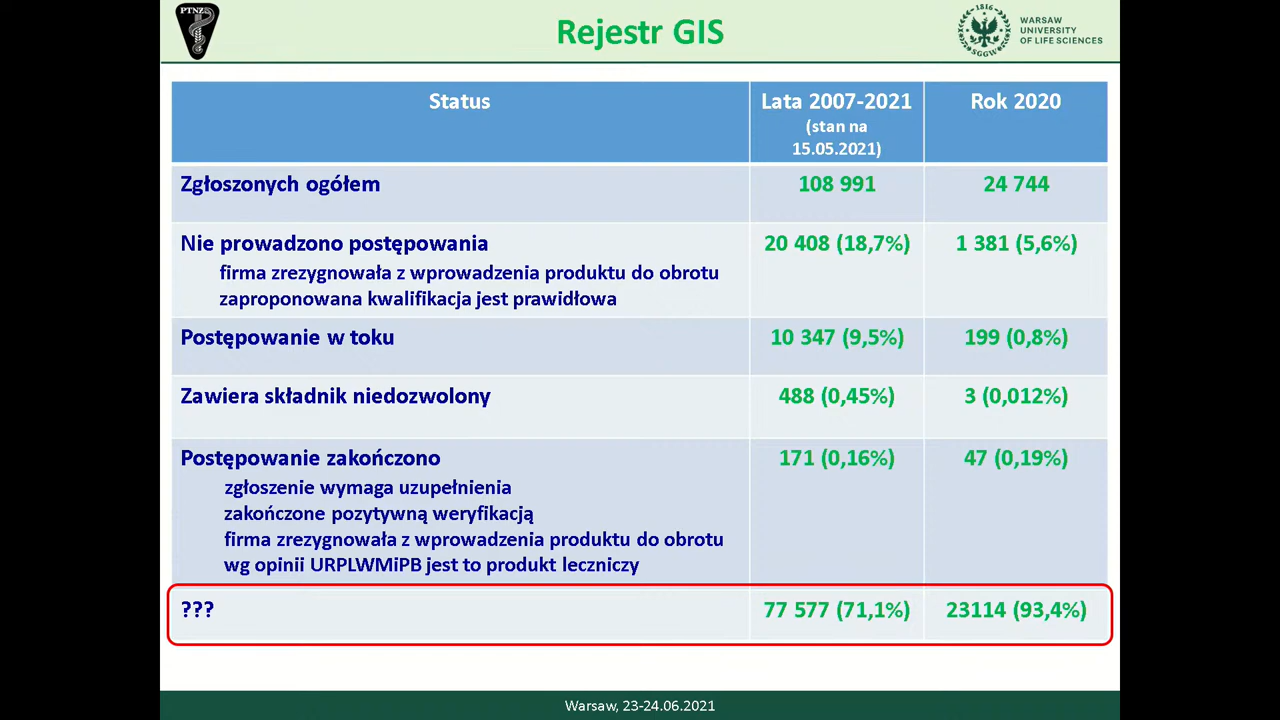 PTNZ
Rejestr GIS
1816
SGGW
WARSAW
UNIVERSITY
OF LIFE SCIENCES
Status
Lata 2007-2021
(stan na
15.05.2021)
Rok 2020
Zgłoszonych ogółem
108 991
24 744
Nie prowadzono postępowania
20 408 (18,7%)
1 381 (5,6%)
firma zrezygnowała z wprowadzenia produktu do obrotu
zaproponowana kwalifikacja jest prawidłowa
Postępowanie w toku
10 347 (9,5%)
199 (0,8%)
Zawiera składnik niedozwolony
488 (0,45%)
3 (0,012%)
Postępowanie zakończono
171 (0,16%)
47 (0,19%)
zgłoszenie wymaga uzupełnienia
zakończone pozytywną weryfikacją
firma zrezygnowała z wprowadzenia produktu do obrotu
wg opinii URPLWMiPB jest to produkt leczniczy
???
77 577 (71,1%)
23114 (93,4%)
Warsaw, 23-24.06.2021